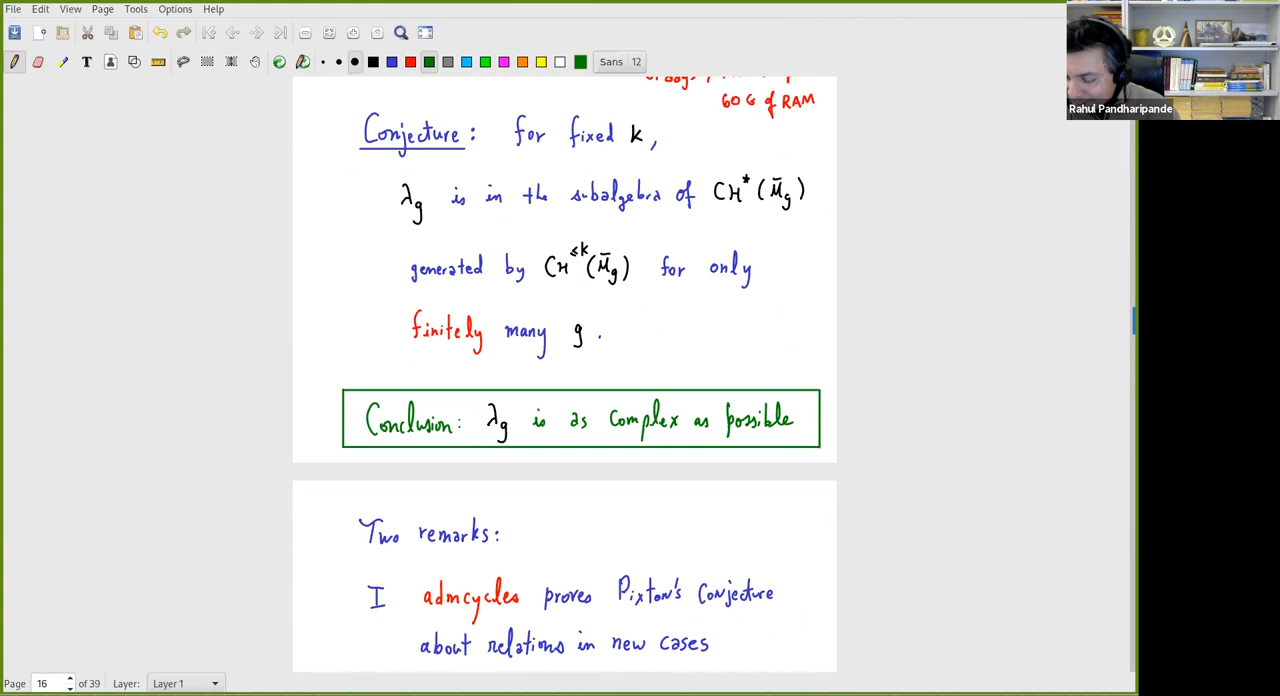 File Edit View Page Tools Options Help
Sans 12
60 G of RAM
Rahul Pandharipande
Conjecture: for fixed k,
λg is in the subalgebra of CH*(M̄g)
generated by CH≤k(M̄g) for only
finitely many g.
Conclusion: λg is as complex as possible
Two remarks:
I admcycles proves Pixton's Conjecture
about relations in new cases
Page 16 of 39 Layer: Layer 1